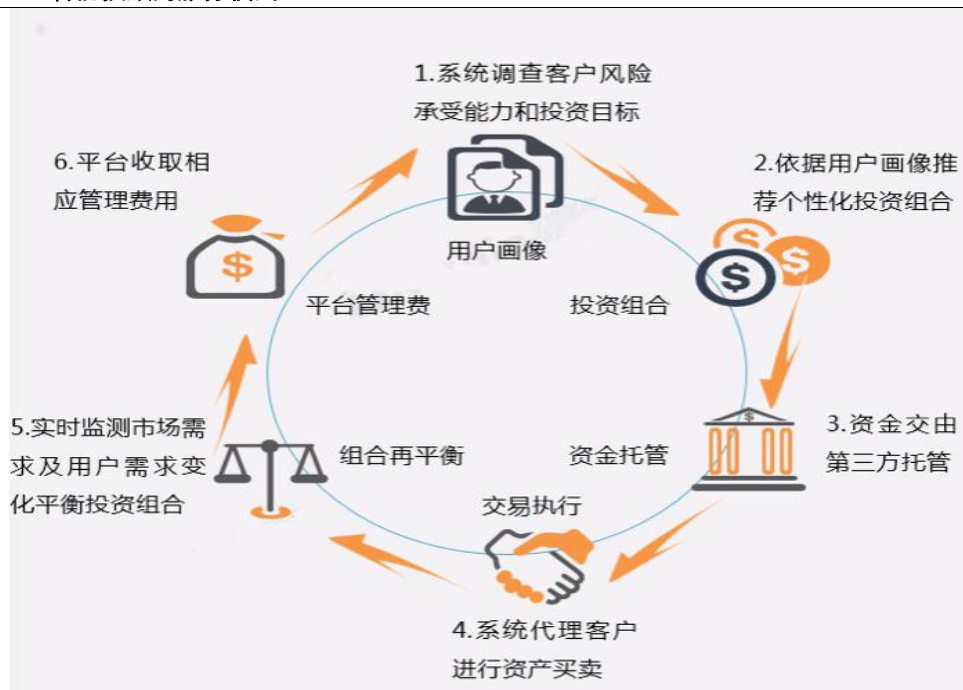 1.系统调查客户风险
承受能力和投资目标
用户画像
2.依据用户画像推
荐个性化投资组合
投资组合
3.资金交由
第三方托管
资金托管
交易执行
4.系统代理客户
进行资产买卖
5.实时监测市场需
求及用户需求变
化平衡投资组合
组合再平衡
6.平台收取相
应管理费用
平台管理费
$
$
$
$
$